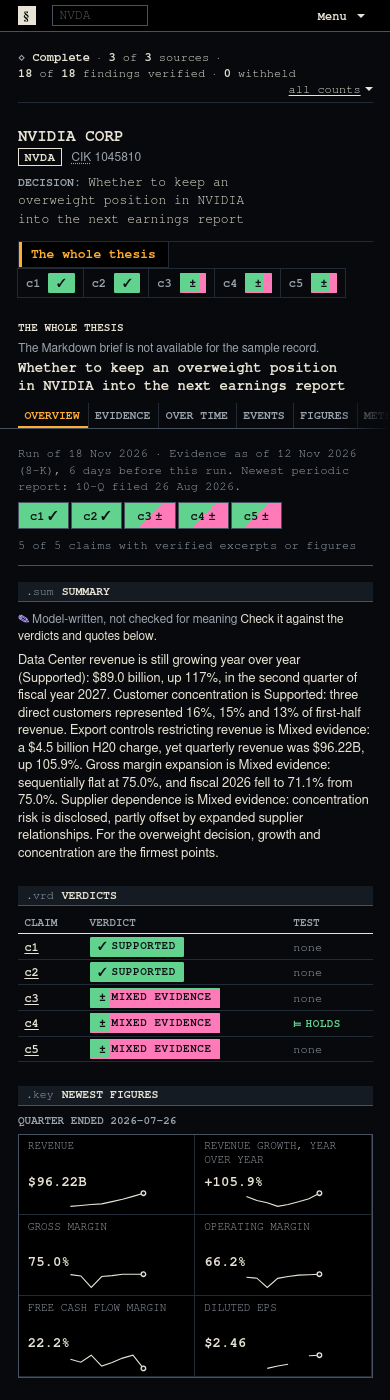 § NVDA Menu
◇ Complete · 3 of 3 sources ·
18 of 18 findings verified · 0 withheld
all counts
NVIDIA CORP
NVDA CIK 1045810
DECISION: Whether to keep an
overweight position in NVIDIA
into the next earnings report
The whole thesis
c1 ✓ c2 ✓ c3 ± c4 ± c5 ±
THE WHOLE THESIS
The Markdown brief is not available for the sample record.
Whether to keep an overweight position
in NVIDIA into the next earnings report
OVERVIEW EVIDENCE OVER TIME EVENTS FIGURES MET
Run of 18 Nov 2026 · Evidence as of 12 Nov 2026
(8-K), 6 days before this run. Newest periodic
report: 10-Q filed 26 Aug 2026.
c1 ✓ c2 ✓ c3 ± c4 ± c5 ±
5 of 5 claims with verified excerpts or figures
.sum SUMMARY
✎ Model-written, not checked for meaning Check it against the
verdicts and quotes below.
Data Center revenue is still growing year over year
(Supported): $89.0 billion, up 117%, in the second quarter of
fiscal year 2027. Customer concentration is Supported: three
direct customers represented 16%, 15% and 13% of first-half
revenue. Export controls restricting revenue is Mixed evidence:
a $4.5 billion H20 charge, yet quarterly revenue was $96.22B,
up 105.9%. Gross margin expansion is Mixed evidence:
sequentially flat at 75.0%, and fiscal 2026 fell to 71.1% from
75.0%. Supplier dependence is Mixed evidence: concentration
risk is disclosed, partly offset by expanded supplier
relationships. For the overweight decision, growth and
concentration are the firmest points.
.vrd VERDICTS
CLAIM VERDICT TEST
c1 ✓ SUPPORTED none
c2 ✓ SUPPORTED none
c3 ± MIXED EVIDENCE none
c4 ± MIXED EVIDENCE ⊨ HOLDS
c5 ± MIXED EVIDENCE none
.key NEWEST FIGURES
QUARTER ENDED 2026-07-26
REVENUE
$96.22B
REVENUE GROWTH, YEAR
OVER YEAR
+105.9%
GROSS MARGIN
75.0%
OPERATING MARGIN
66.2%
FREE CASH FLOW MARGIN
22.2%
DILUTED EPS
$2.46